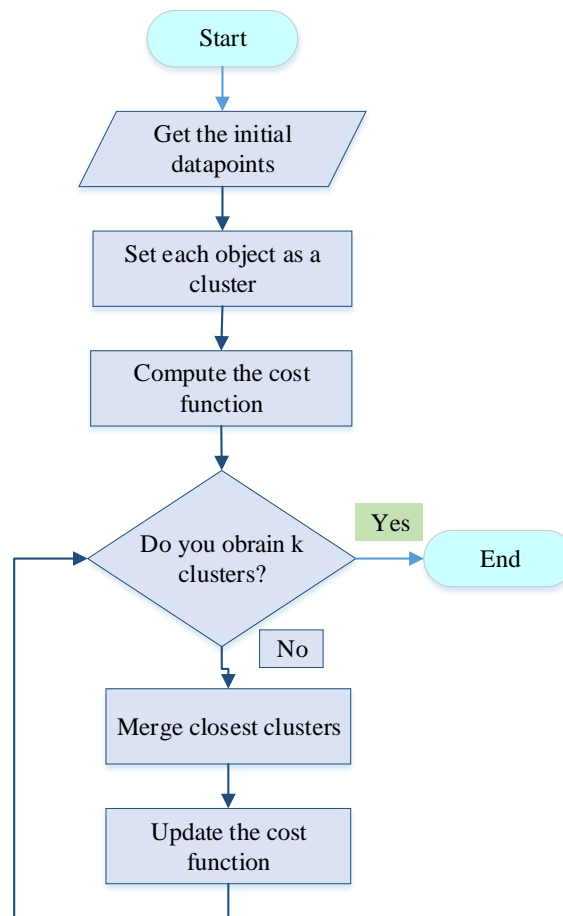 Start
Get the initial
datapoints
Set each object as a
cluster
Compute the cost
function
Yes
Do you obrain k
clusters?
End
No
Merge closest clusters
Update the cost
function